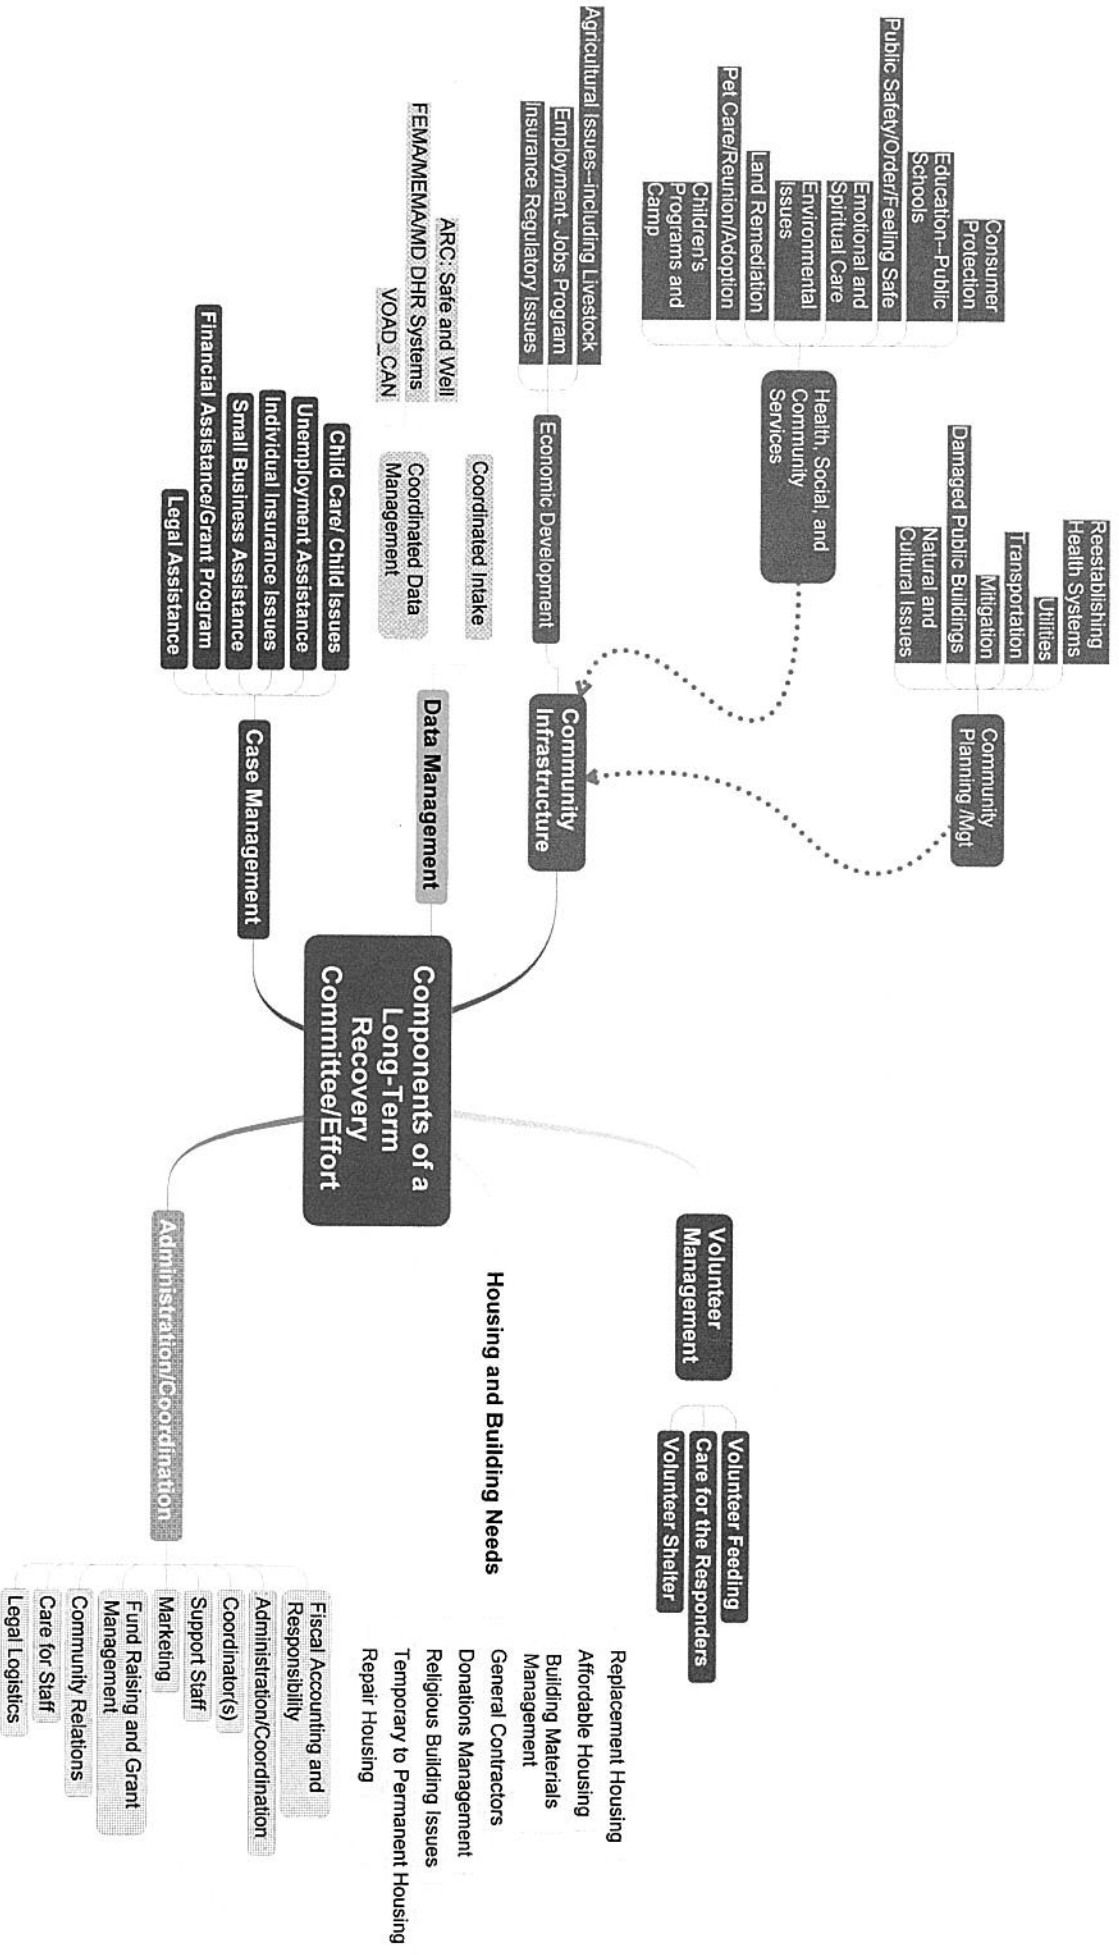 Reestablishing
Health Systems
Utilities
Transportation
Mitigation
Damaged Public Buildings
Natural and
Cultural Issues
Community
Planning /Mgt
Consumer
Protection
Education--Public
Schools
Public Safety/Order/Feeling Safe
Emotional and
Spiritual Care
Environmental
Issues
Land Remediation
Pet Care/Reunion/Adoption
Children's
Programs and
Camp
Health, Social, and
Community
Services
Agricultural Issues--including Livestock
Employment- Jobs Program
Insurance Regulatory Issues
Economic Development
Community
Infrastructure
Coordinated Intake
ARC: Safe and Well
FEMA/MEMA/MD DHR Systems
VOAD_CAN
Coordinated Data
Management
Data Management
Child Care/ Child Issues
Unemployment Assistance
Individual Insurance Issues
Small Business Assistance
Financial Assistance/Grant Program
Legal Assistance
Case Management
Components of a
Long-Term
Recovery
Committee/Effort
Volunteer
Management
Volunteer Feeding
Care for the Responders
Volunteer Shelter
Housing and Building Needs
Replacement Housing
Affordable Housing
Building Materials
Management
General Contractors
Donations Management
Religious Building Issues
Temporary to Permanent Housing
Repair Housing
Administration/Coordination
Fiscal Accounting and
Responsibility
Administration/Coordination
Coordinator(s)
Support Staff
Marketing
Fund Raising and Grant
Management
Community Relations
Care for Staff
Legal Logistics